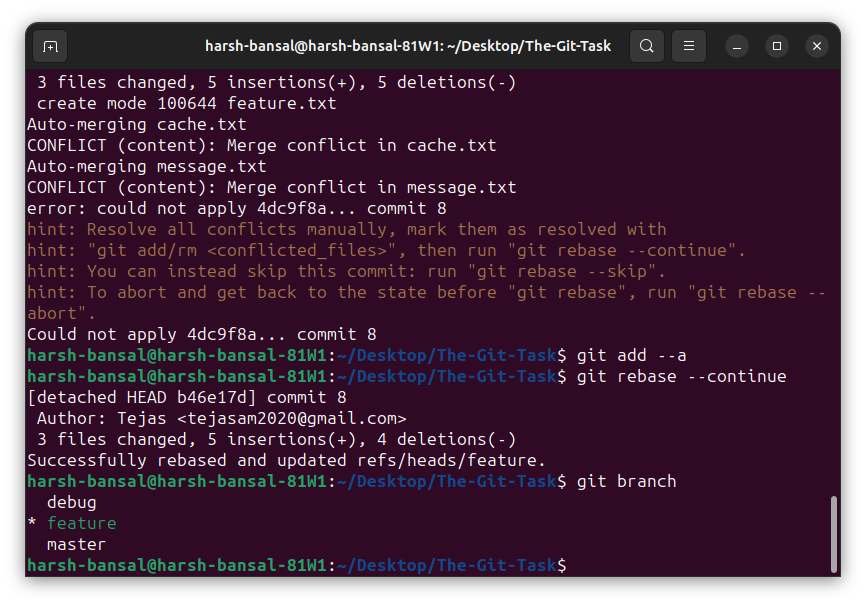 harsh-bansal@harsh-bansal-81W1: ~/Desktop/The-Git-Task
 3 files changed, 5 insertions(+), 5 deletions(-)
 create mode 100644 feature.txt
Auto-merging cache.txt
CONFLICT (content): Merge conflict in cache.txt
Auto-merging message.txt
CONFLICT (content): Merge conflict in message.txt
error: could not apply 4dc9f8a... commit 8
hint: Resolve all conflicts manually, mark them as resolved with
hint: "git add/rm <conflicted_files>", then run "git rebase --continue".
hint: You can instead skip this commit: run "git rebase --skip".
hint: To abort and get back to the state before "git rebase", run "git rebase --
abort".
Could not apply 4dc9f8a... commit 8
harsh-bansal@harsh-bansal-81W1:~/Desktop/The-Git-Task$ git add --a
harsh-bansal@harsh-bansal-81W1:~/Desktop/The-Git-Task$ git rebase --continue
[detached HEAD b46e17d] commit 8
 Author: Tejas <tejasam2020@gmail.com>
 3 files changed, 5 insertions(+), 4 deletions(-)
Successfully rebased and updated refs/heads/feature.
harsh-bansal@harsh-bansal-81W1:~/Desktop/The-Git-Task$ git branch
  debug
* feature
  master
harsh-bansal@harsh-bansal-81W1:~/Desktop/The-Git-Task$